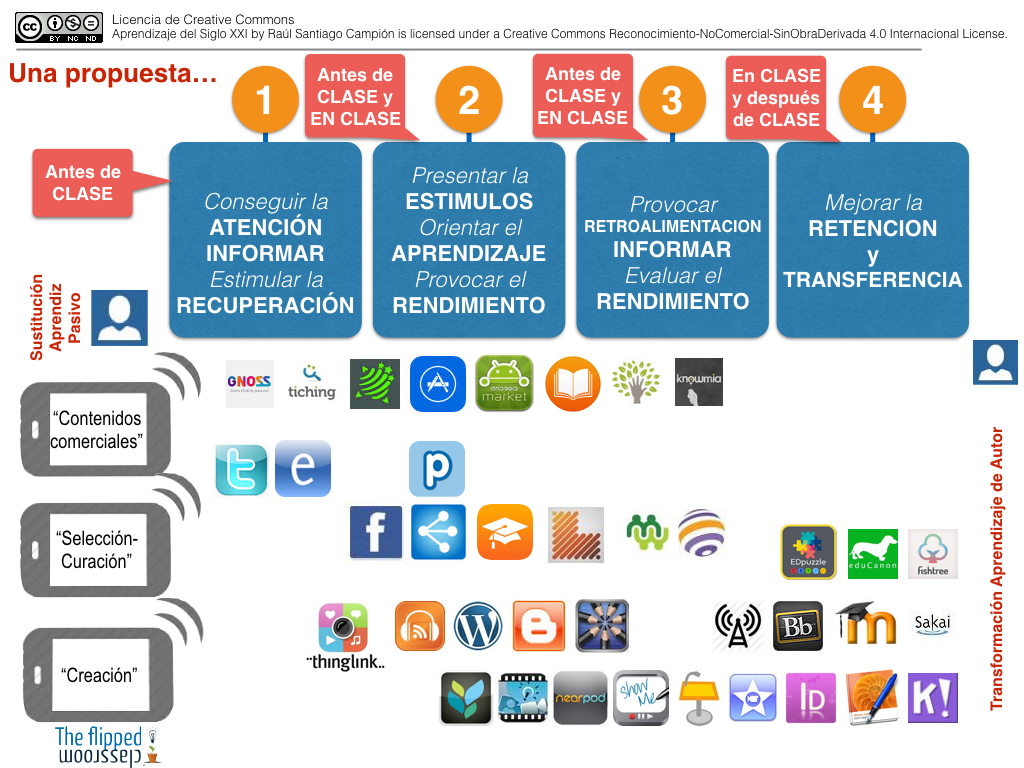 cc BY NC ND
Licencia de Creative Commons
Aprendizaje del Siglo XXI by Raúl Santiago Campión is licensed under a Creative Commons Reconocimiento-NoComercial-SinObraDerivada 4.0 Internacional License.
Una propuesta…
Antes de
CLASE
1
Conseguir la
ATENCIÓN
INFORMAR
Estimular la
RECUPERACIÓN
Antes de
CLASE y
EN CLASE
2
Presentar la
ESTIMULOS
Orientar el
APRENDIZAJE
Provocar el
RENDIMIENTO
Antes de
CLASE y
EN CLASE
3
Provocar
RETROALIMENTACION
INFORMAR
Evaluar el
RENDIMIENTO
En CLASE
y después
de CLASE
4
Mejorar la
RETENCION
y
TRANSFERENCIA
Sustitución
Aprendiz
Pasivo
“Contenidos
comerciales”
GNOSS
tiching
ANDROID
market
knowmia
t
e
p
“Selección-
Curación”
f
EDpuzzle
eduCanon
fishtree
“Creación”
thinglink..
W
B
Bb
m
Sakai
nearpod
Show
Me
ID
K!
Transformación Aprendizaje de Autor
The flipped
classroom